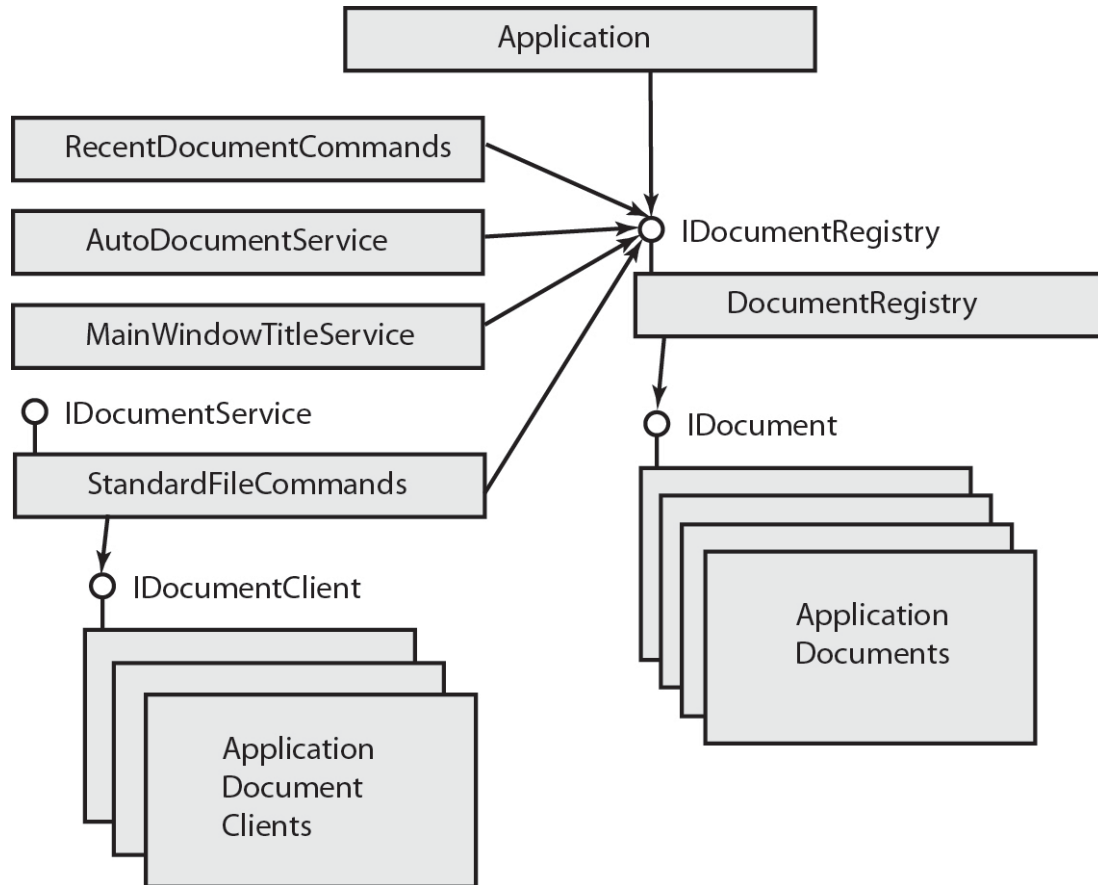 Application
RecentDocumentCommands
AutoDocumentService
IDocumentRegistry
DocumentRegistry
MainWindowTitleService
IDocumentService
IDocument
StandardFileCommands
IDocumentClient
Application
Documents
Application
Document
Clients